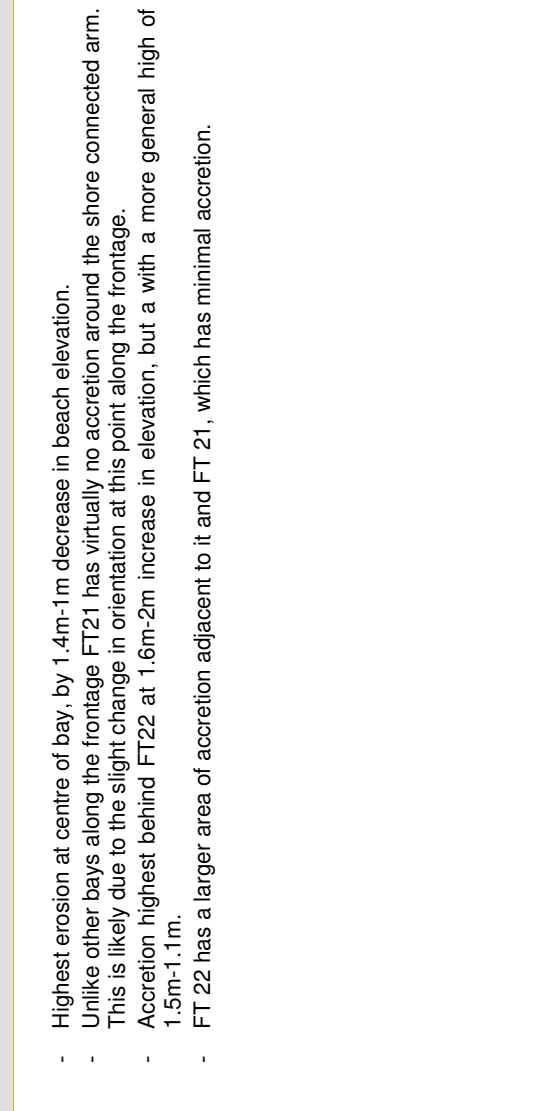 - Highest erosion at centre of bay, by 1.4m-1m decrease in beach elevation.
- Unlike other bays along the frontage FT21 has virtually no accretion around the shore connected arm.
This is likely due to the slight change in orientation at this point along the frontage.
- Accretion highest behind FT22 at 1.6m-2m increase in elevation, but a with a more general high of
1.5m-1.1m.
- FT 22 has a larger area of accretion adjacent to it and FT 21, which has minimal accretion.